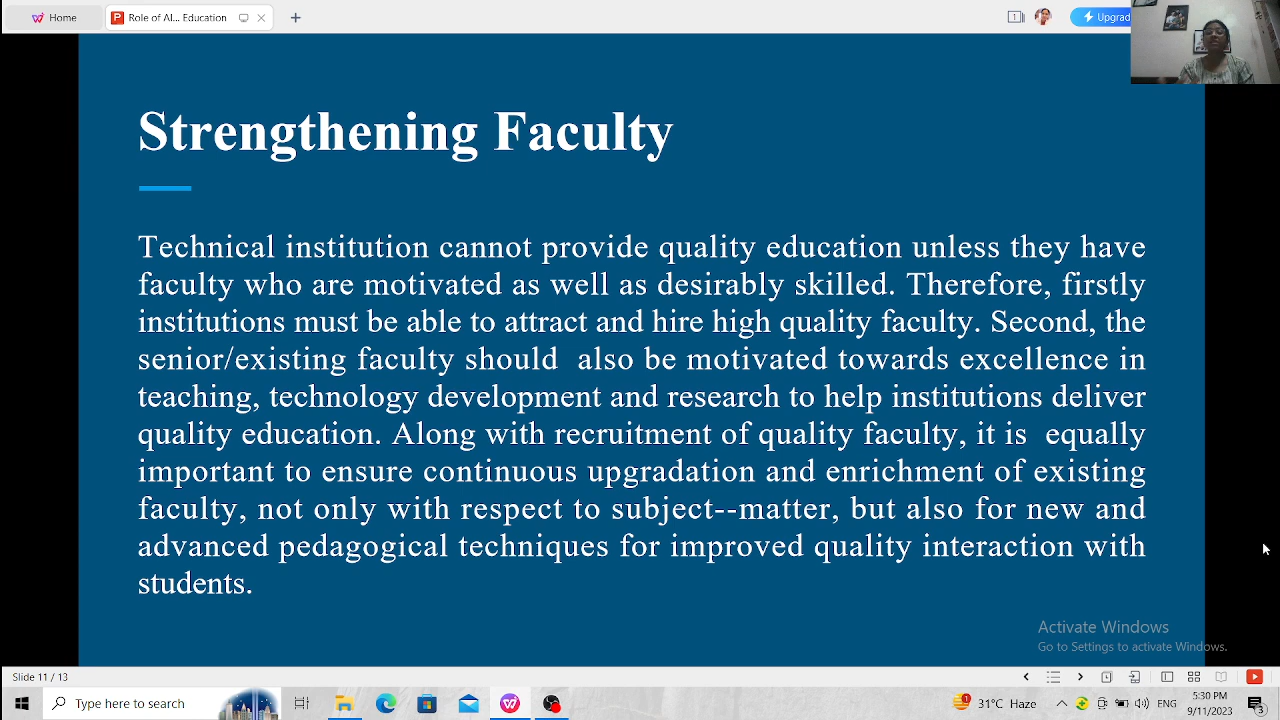 Home
Role of AI... Education
1
Upgrad
Strengthening Faculty
Technical institution cannot provide quality education unless they have
faculty who are motivated as well as desirably skilled. Therefore, firstly
institutions must be able to attract and hire high quality faculty. Second, the
senior/existing faculty should also be motivated towards excellence in
teaching, technology development and research to help institutions deliver
quality education. Along with recruitment of quality faculty, it is equally
important to ensure continuous upgradation and enrichment of existing
faculty, not only with respect to subject--matter, but also for new and
advanced pedagogical techniques for improved quality interaction with
students.
Activate Windows
Go to Settings to activate Windows.
Slide 11 / 13
Type here to search
1
31°C Haze
ENG
5:30 PM
9/11/2023
3